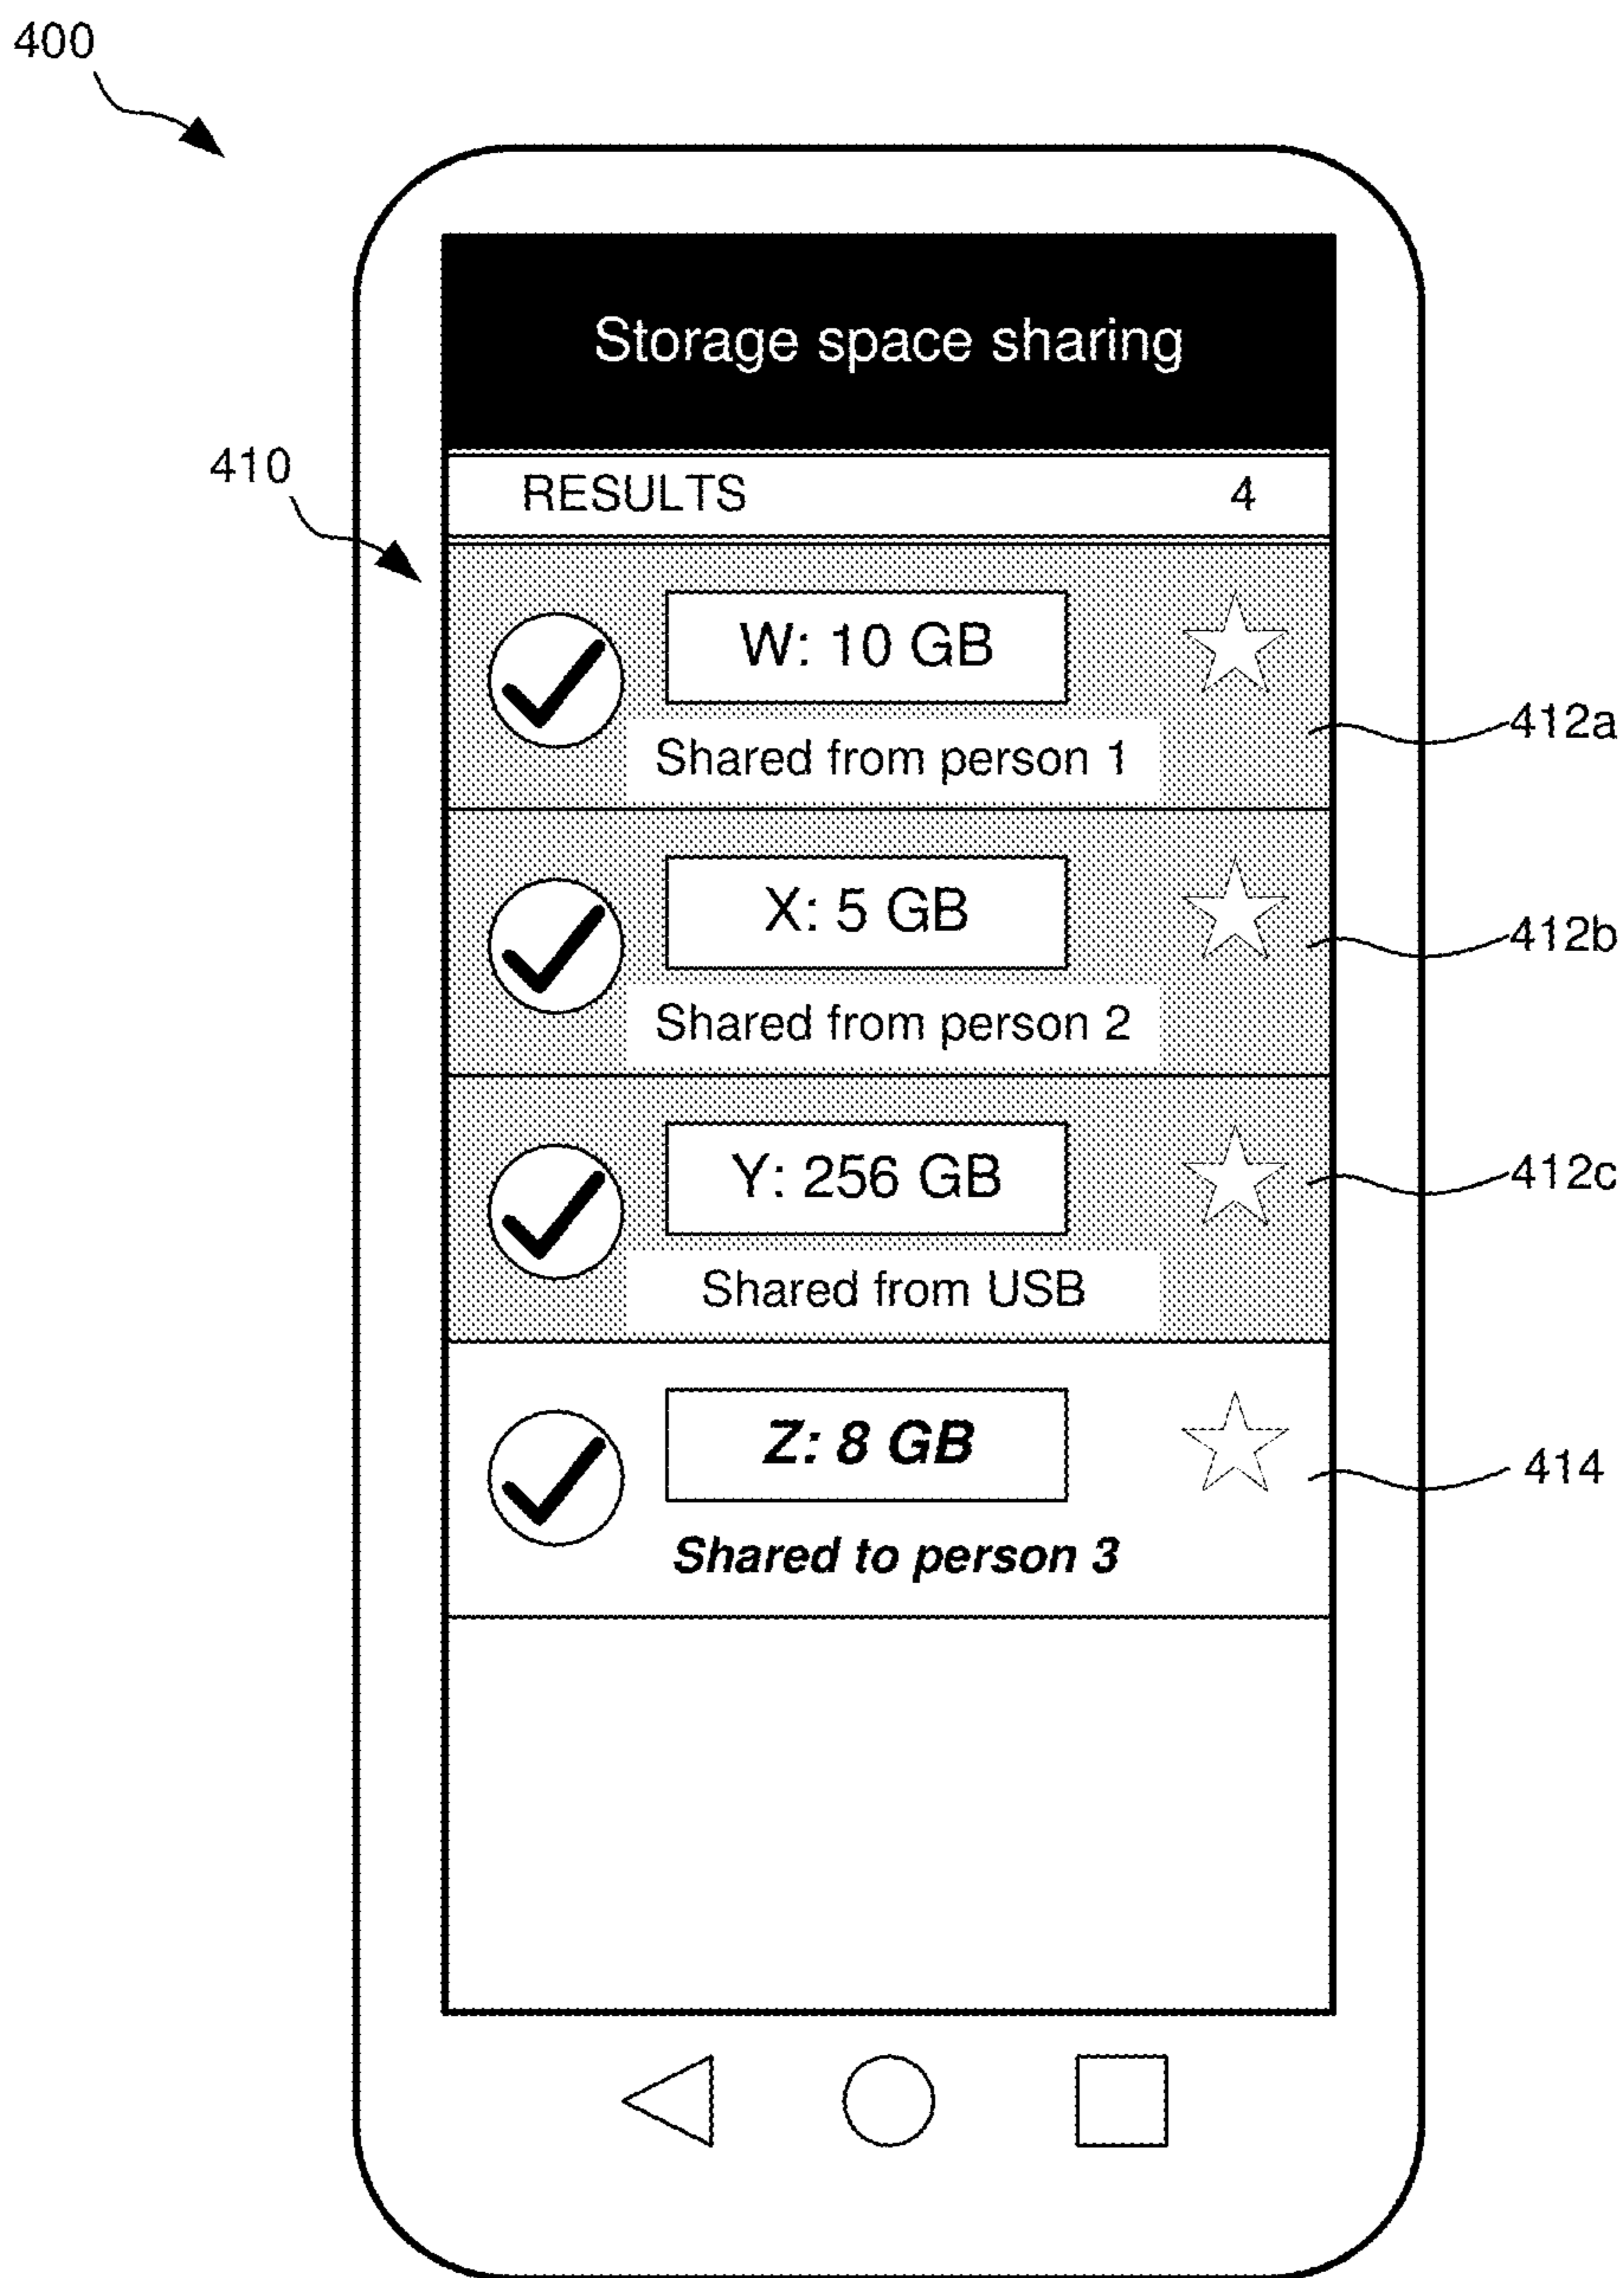 400
Storage space sharing
410
RESULTS 4
W: 10 GB
412a
Shared from person 1
X: 5 GB
412b
Shared from person 2
Y: 256 GB
412c
Shared from USB
Z: 8 GB
414
Shared to person 3